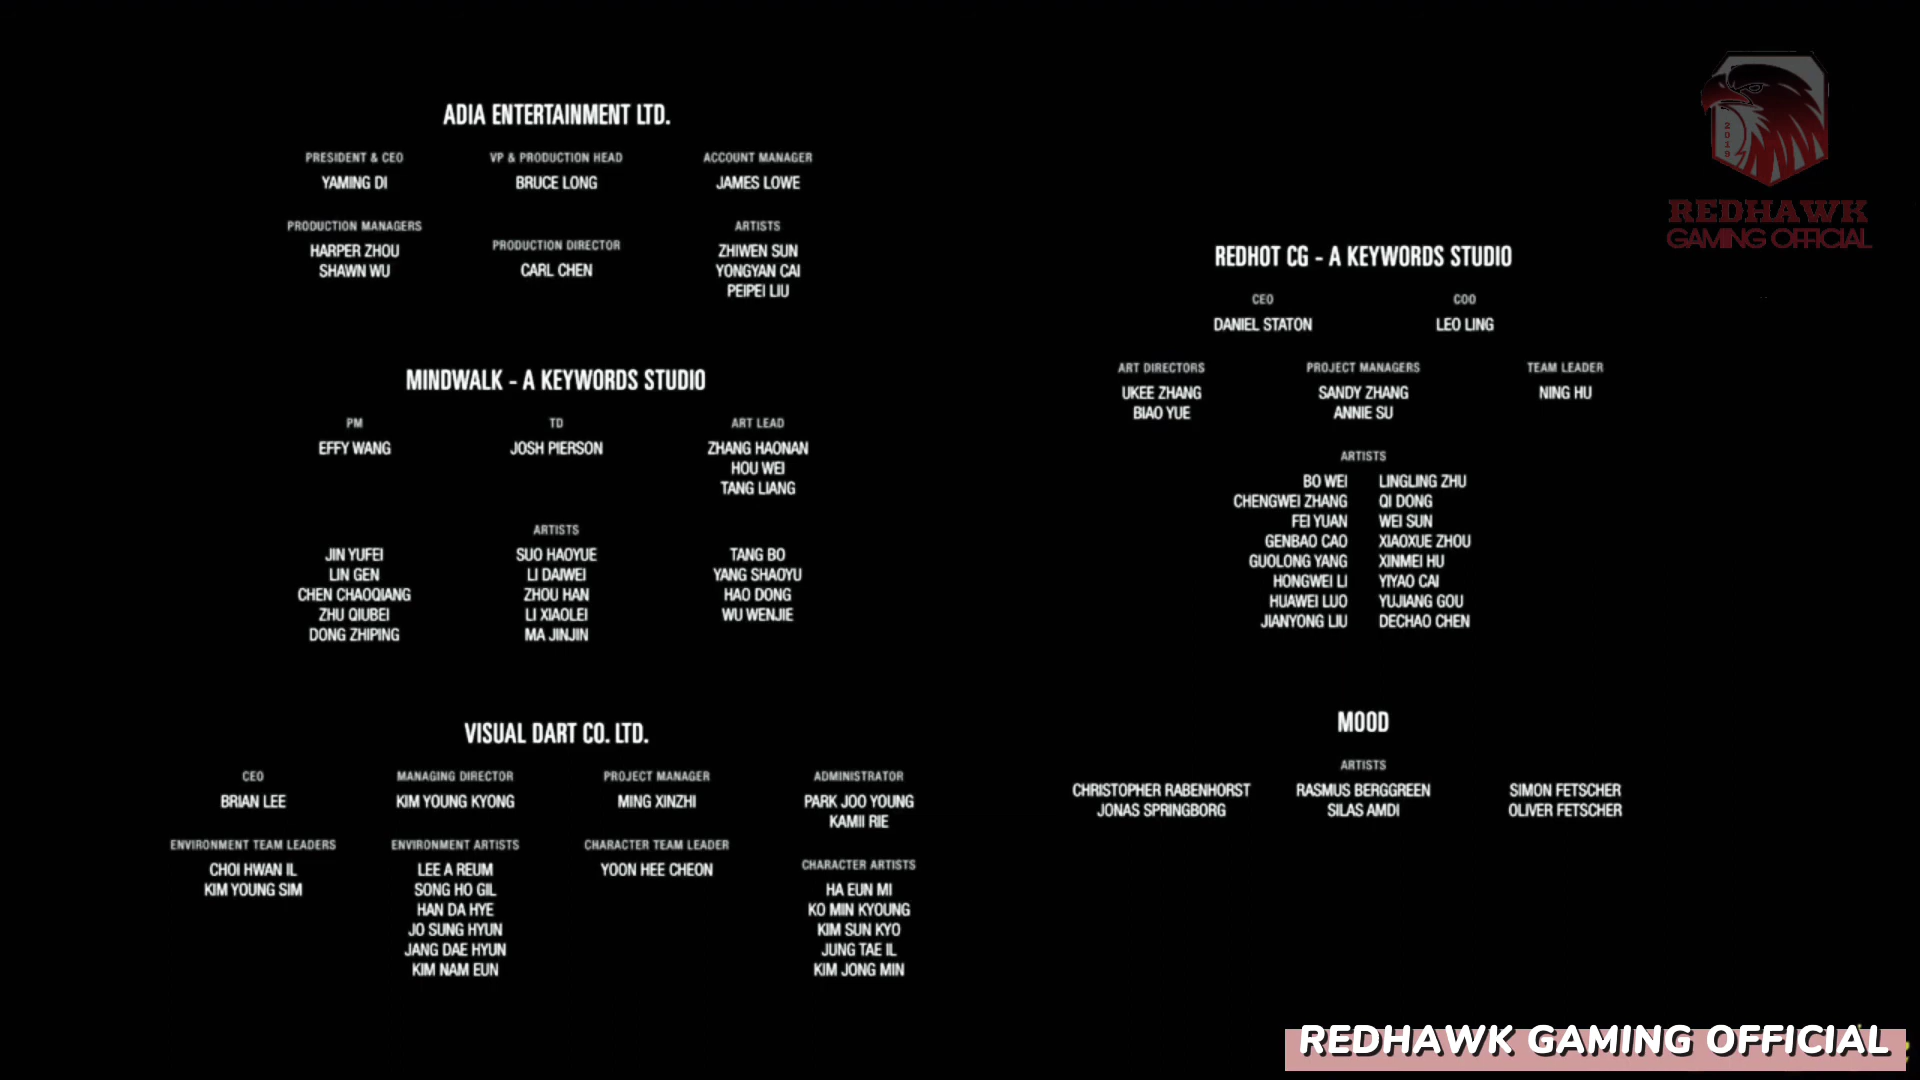 ADIA ENTERTAINMENT LTD.
PRESIDENT & CEO
YAMING DI
VP & PRODUCTION HEAD
BRUCE LONG
ACCOUNT MANAGER
JAMES LOWE
PRODUCTION MANAGERS
HARPER ZHOU
SHAWN WU
PRODUCTION DIRECTOR
CARL CHEN
ARTISTS
ZHIWEN SUN
YONGYAN CAI
PEIPEI LIU
MINDWALK - A KEYWORDS STUDIO
PM
EFFY WANG
TD
JOSH PIERSON
ART LEAD
ZHANG HAONAN
HOU WEI
TANG LIANG
ARTISTS
JIN YUFEI
LIN GEN
CHEN CHAOQIANG
ZHU QIUBEI
DONG ZHIPING
SUO HAOYUE
LI DAIWEI
ZHOU HAN
LI XIAOLEI
MA JINJIN
TANG BO
YANG SHAOYU
HAO DONG
WU WENJIE
VISUAL DART CO. LTD.
CEO
BRIAN LEE
MANAGING DIRECTOR
KIM YOUNG KYONG
PROJECT MANAGER
MING XINZHI
ADMINISTRATOR
PARK JOO YOUNG
KAMII RIE
ENVIRONMENT TEAM LEADERS
CHOI HWAN IL
KIM YOUNG SIM
ENVIRONMENT ARTISTS
LEE A REUM
SONG HO GIL
HAN DA HYE
JO SUNG HYUN
JANG DAE HYUN
KIM NAM EUN
CHARACTER TEAM LEADER
YOON HEE CHEON
CHARACTER ARTISTS
HA EUN MI
KO MIN KYOUNG
KIM SUN KYO
JUNG TAE IL
KIM JONG MIN
REDHOT CG - A KEYWORDS STUDIO
CEO
DANIEL STATON
COO
LEO LING
ART DIRECTORS
UKEE ZHANG
BIAO YUE
PROJECT MANAGERS
SANDY ZHANG
ANNIE SU
TEAM LEADER
NING HU
ARTISTS
BO WEI LINGLING ZHU
CHENGWEI ZHANG QI DONG
FEI YUAN WEI SUN
GENBAO CAO XIAOXUE ZHOU
GUOLONG YANG XINMEI HU
HONGWEI LI YIYAO CAI
HUAWEI LUO YUJIANG GOU
JIANYONG LIU DECHAO CHEN
MOOD
ARTISTS
CHRISTOPHER RABENHORST
JONAS SPRINGBORG
RASMUS BERGGREEN
SILAS AMDI
SIMON FETSCHER
OLIVER FETSCHER
2019
REDHAWK
GAMING OFFICIAL
REDHAWK GAMING OFFICIAL